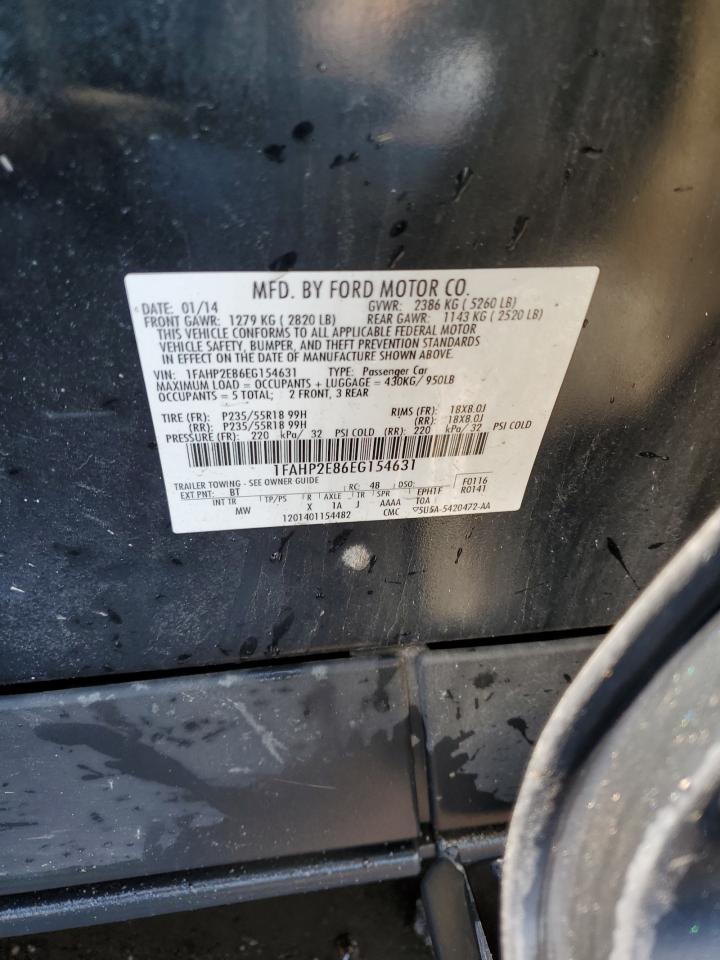 MFD. BY FORD MOTOR CO.
DATE: 01/14 GVWR: 2386 KG ( 5260 LB)
FRONT GAWR: 1279 KG ( 2820 LB) REAR GAWR: 1143 KG ( 2520 LB)
THIS VEHICLE CONFORMS TO ALL APPLICABLE FEDERAL MOTOR
VEHICLE SAFETY, BUMPER, AND THEFT PREVENTION STANDARDS
IN EFFECT ON THE DATE OF MANUFACTURE SHOWN ABOVE.
VIN: 1FAHP2E86EG154631 TYPE: Passenger Car
MAXIMUM LOAD = OCCUPANTS + LUGGAGE = 430KG/ 950LB
OCCUPANTS = 5 TOTAL; 2 FRONT, 3 REAR
TIRE (FR): P235/55R18 99H RIMS (FR): 18X8.0J
(RR): P235/55R18 99H (RR): 18X8.0J
PRESSURE (FR): 220 kPa/ 32 PSI COLD (RR): 220 kPa/ 32 PSI COLD
1FAHP2E86EG154631
TRAILER TOWING - SEE OWNER GUIDE RC: 48 DSO: F0116
EXT PNT: BT R0141
INT TR TP/PS R AXLE TR SPR EPHTF
MW X 1A J AAAA T0A
1201401154482 CMC 5U5A-5420472-AA